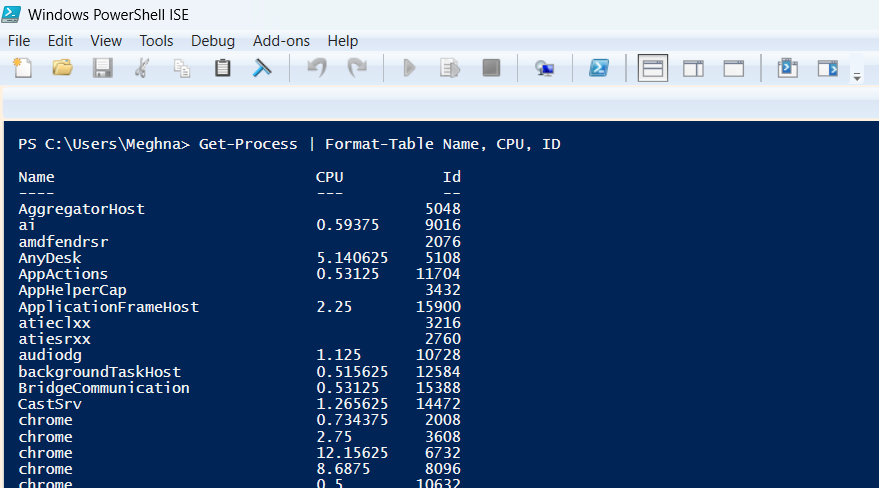 Windows PowerShell ISE
File Edit View Tools Debug Add-ons Help
PS C:\Users\Meghna> Get-Process | Format-Table Name, CPU, ID
Name CPU Id
---- --- --
AggregatorHost 5048
ai 0.59375 9016
amdfendrsr 2076
AnyDesk 5.140625 5108
AppActions 0.53125 11704
AppHelperCap 3432
ApplicationFrameHost 2.25 15900
atieclxx 3216
atiesrxx 2760
audiodg 1.125 10728
backgroundTaskHost 0.515625 12584
BridgeCommunication 0.53125 15388
CastSrv 1.265625 14472
chrome 0.734375 2008
chrome 2.75 3608
chrome 12.15625 6732
chrome 8.6875 8096
chrome 0.5 10632